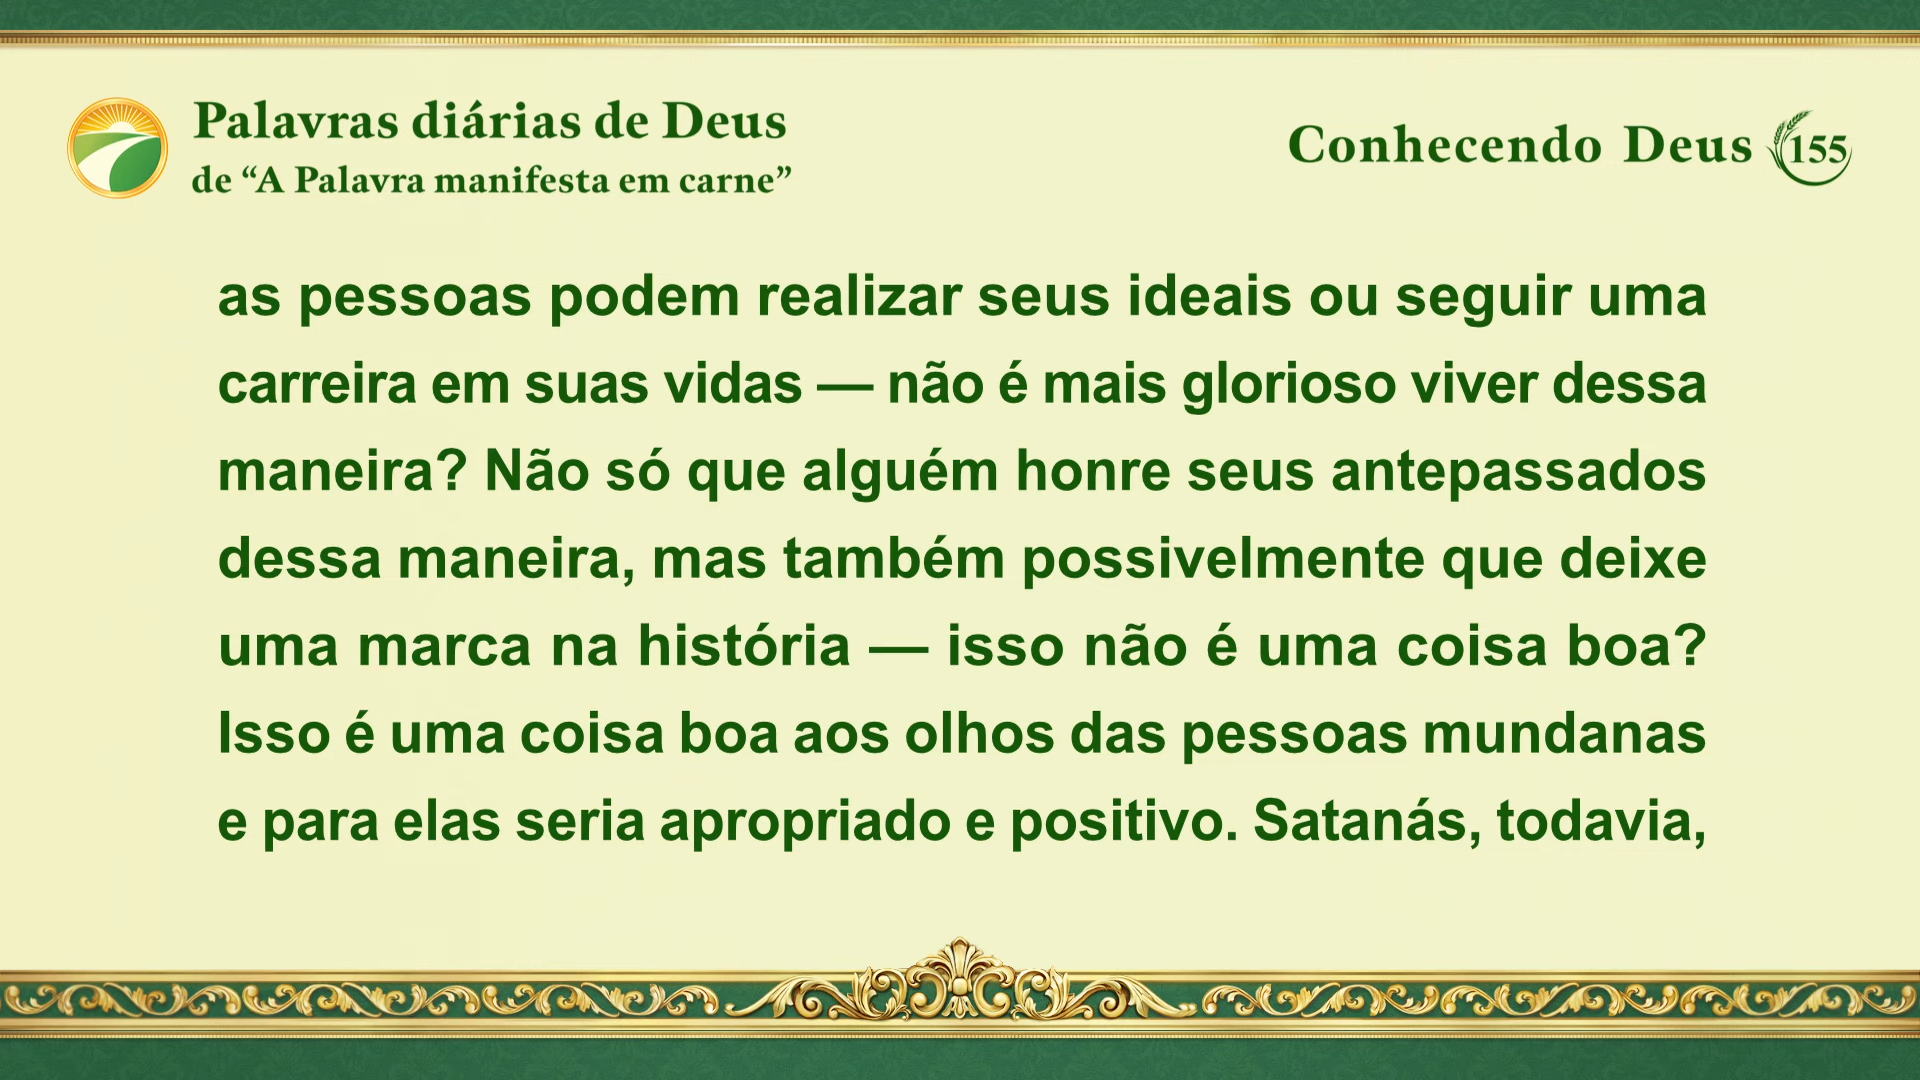 Palavras diárias de Deus
de “A Palavra manifesta em carne”
Conhecendo Deus 155
as pessoas podem realizar seus ideais ou seguir uma
carreira em suas vidas — não é mais glorioso viver dessa
maneira? Não só que alguém honre seus antepassados
dessa maneira, mas também possivelmente que deixe
uma marca na história — isso não é uma coisa boa?
Isso é uma coisa boa aos olhos das pessoas mundanas
e para elas seria apropriado e positivo. Satanás, todavia,